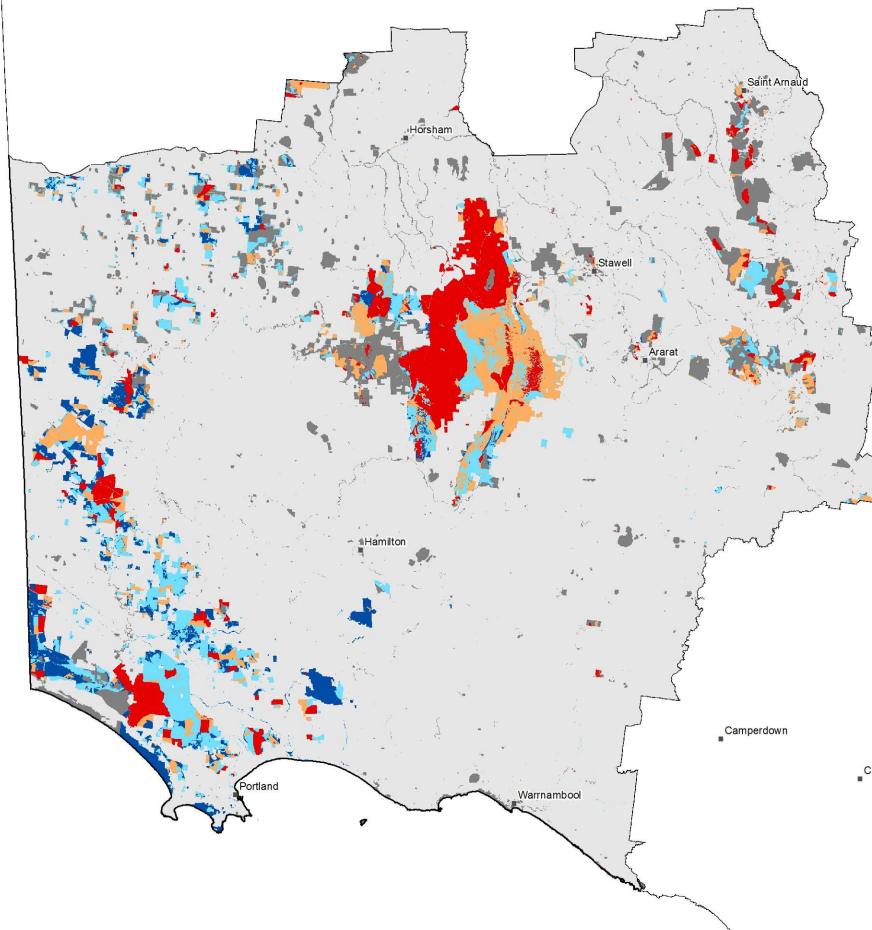 Saint Arnaud
Horsham
Stawell
Ararat
Hamilton
Camperdown
C
Portland
Warrnambool